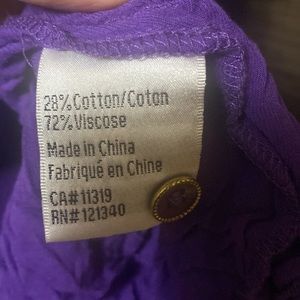 28% Cotton/Coton
72% Viscose
Made in China
Fabriqué en Chine
CA# 11319
RN# 121340